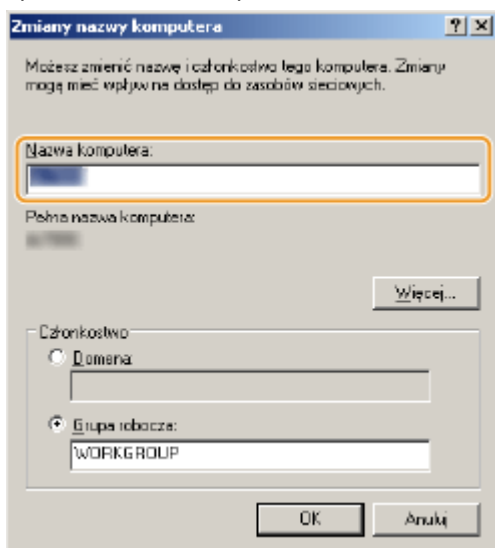 Zmiany nazwy komputera
Możesz zmienić nazwę i członkostwo tego komputera. Zmiany
mogą mieć wpływ na dostęp do zasobów sieciowych.
Nazwa komputera:
Pełna nazwa komputera:
Więcej...
Członkostwo
Domena:
Grupa robocza:
WORKGROUP
OK
Anuluj